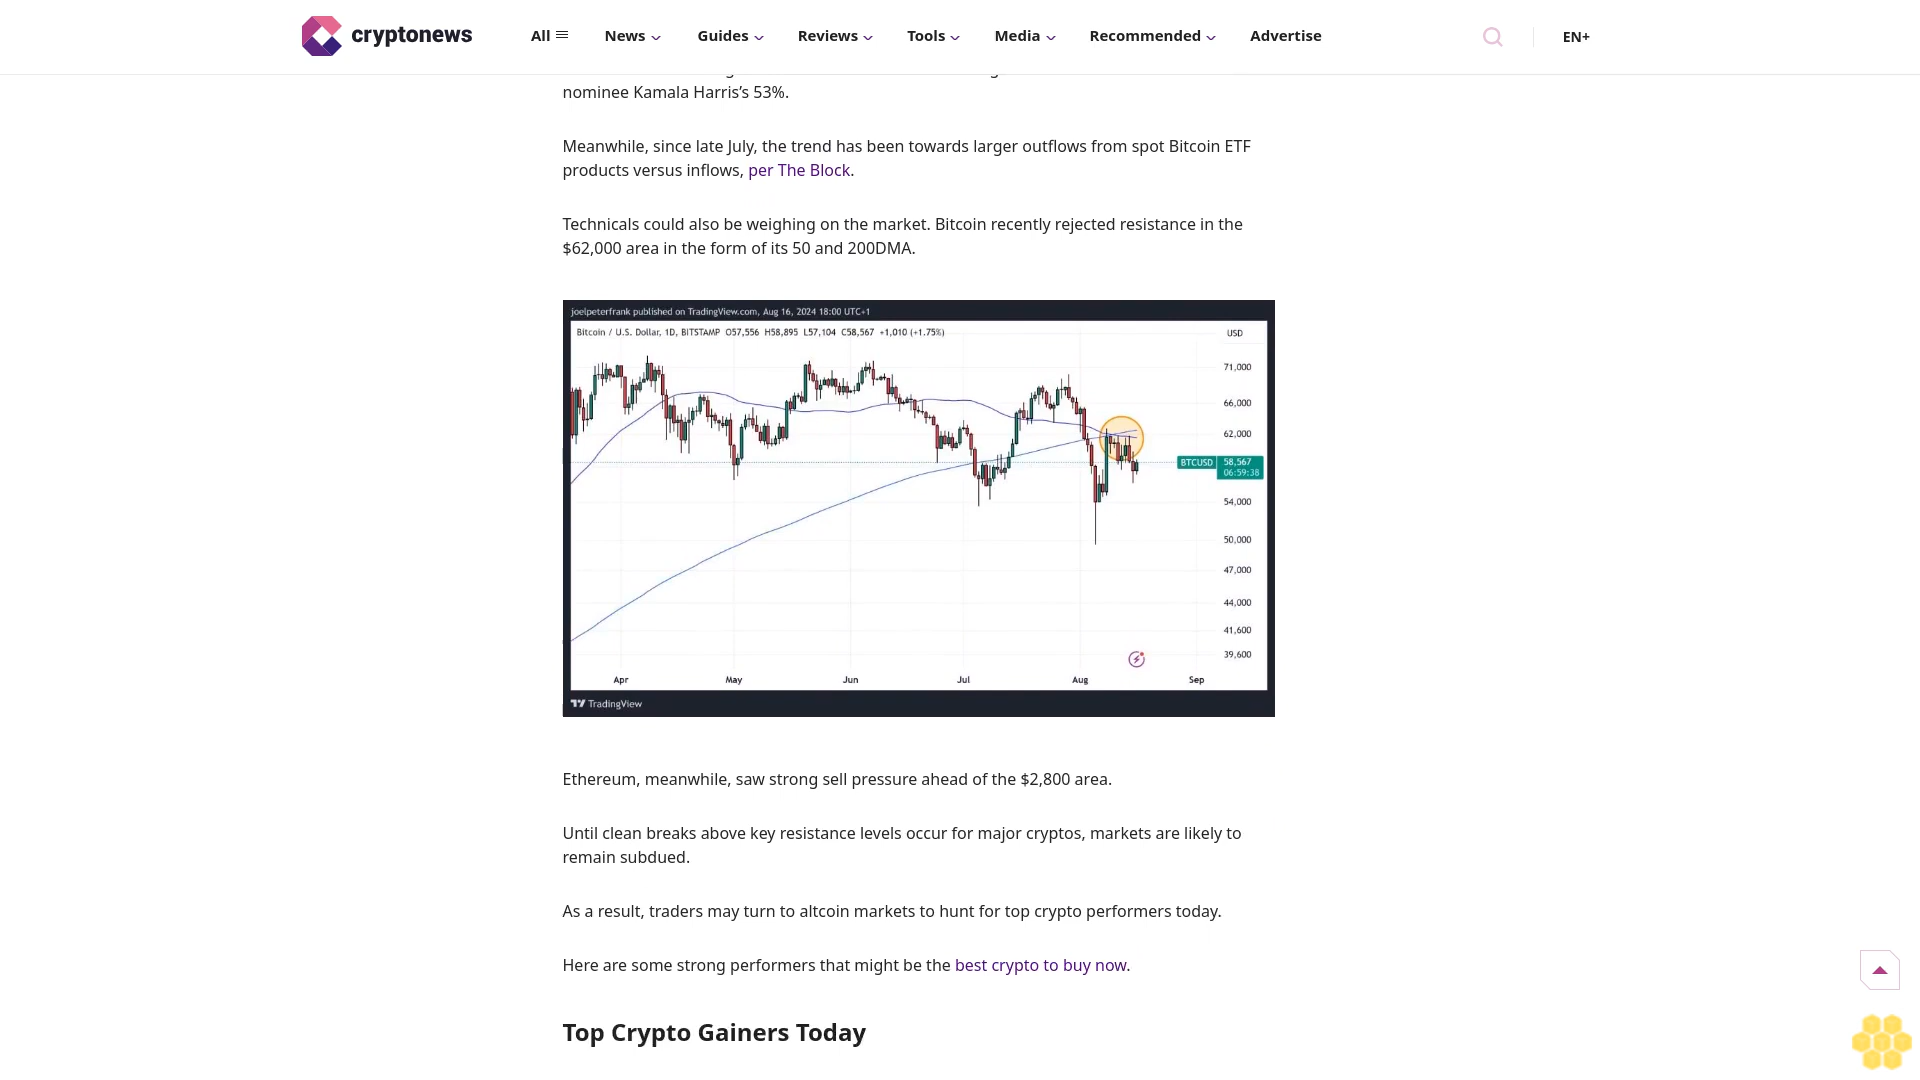 cryptonews
All
News
Guides
Reviews
Tools
Media
Recommended
Advertise
EN+
nominee Kamala Harris’s 53%.
Meanwhile, since late July, the trend has been towards larger outflows from spot Bitcoin ETF
products versus inflows, per The Block.
Technicals could also be weighing on the market. Bitcoin recently rejected resistance in the
$62,000 area in the form of its 50 and 200DMA.
joelpeterfrank published on TradingView.com, Aug 16, 2024 18:00 UTC+1
Bitcoin / U.S. Dollar, 1D, BITSTAMP O57,556 H58,895 L57,104 C58,567 +1,010 (+1.75%)
USD
71,000
66,000
62,000
BTCUSD 58,567
06:59:38
54,000
50,000
47,000
44,000
41,600
39,600
Apr May Jun Jul Aug Sep
TradingView
Ethereum, meanwhile, saw strong sell pressure ahead of the $2,800 area.
Until clean breaks above key resistance levels occur for major cryptos, markets are likely to
remain subdued.
As a result, traders may turn to altcoin markets to hunt for top crypto performers today.
Here are some strong performers that might be the best crypto to buy now.
Top Crypto Gainers Today